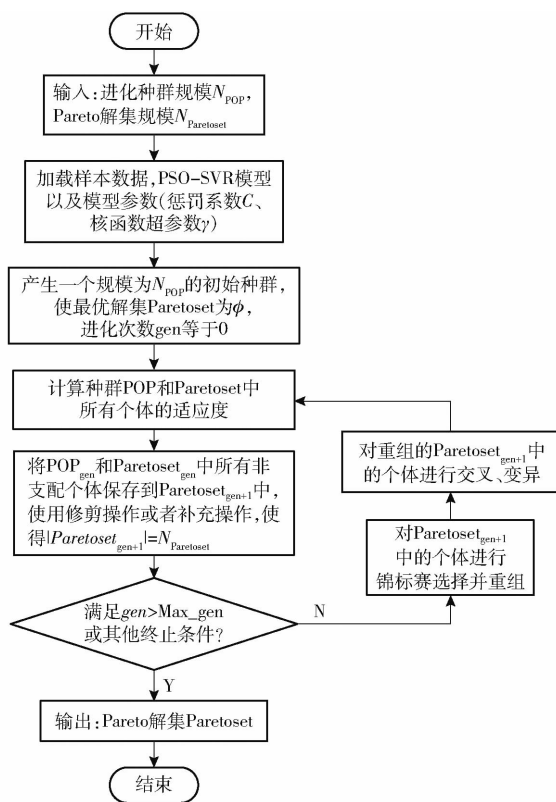 开始
输入:进化种群规模N_POP,
Pareto解集规模N_Paretoset
加载样本数据,PSO-SVR模型
以及模型参数(惩罚系数C、
核函数超参数γ)
产生一个规模为N_POP的初始种群,
使最优解集Paretoset为ϕ,
进化次数gen等于0
计算种群POP和Paretoset中
所有个体的适应度
将POP_gen和Paretoset_gen中所有非
支配个体保存到Paretoset_gen+1中,
使用修剪操作或者补充操作,使
得|Paretoset_gen+1|=N_Paretoset
满足gen>Max_gen
或其他终止条件?
N
对Paretoset_gen+1
中的个体进行
锦标赛选择并重组
对重组的Paretoset_gen+1中
的个体进行交叉、变异
Y
输出:Pareto解集Paretoset
结束